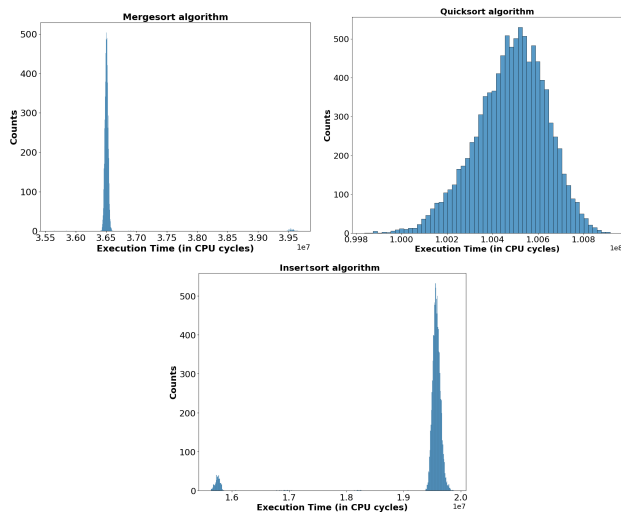 Mergesort algorithm
500
400
300
200
100
0
Counts
3.55 3.60 3.65 3.70 3.75 3.80 3.85 3.90 3.95
1e7
Execution Time (in CPU cycles)
Quicksort algorithm
500
400
300
200
100
0
Counts
0.998 1.000 1.002 1.004 1.006 1.008
1e8
Execution Time (in CPU cycles)
Insertsort algorithm
500
400
300
200
100
0
Counts
1.6 1.7 1.8 1.9 2.0
1e7
Execution Time (in CPU cycles)